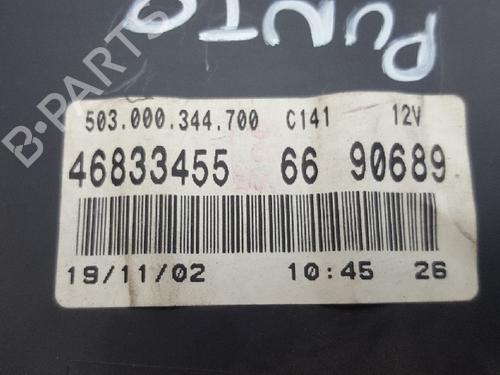 PUNTO
B-PARTS
503.000.344.700 C141 12V
46833455 66 90689
19/11/02 10:45 26